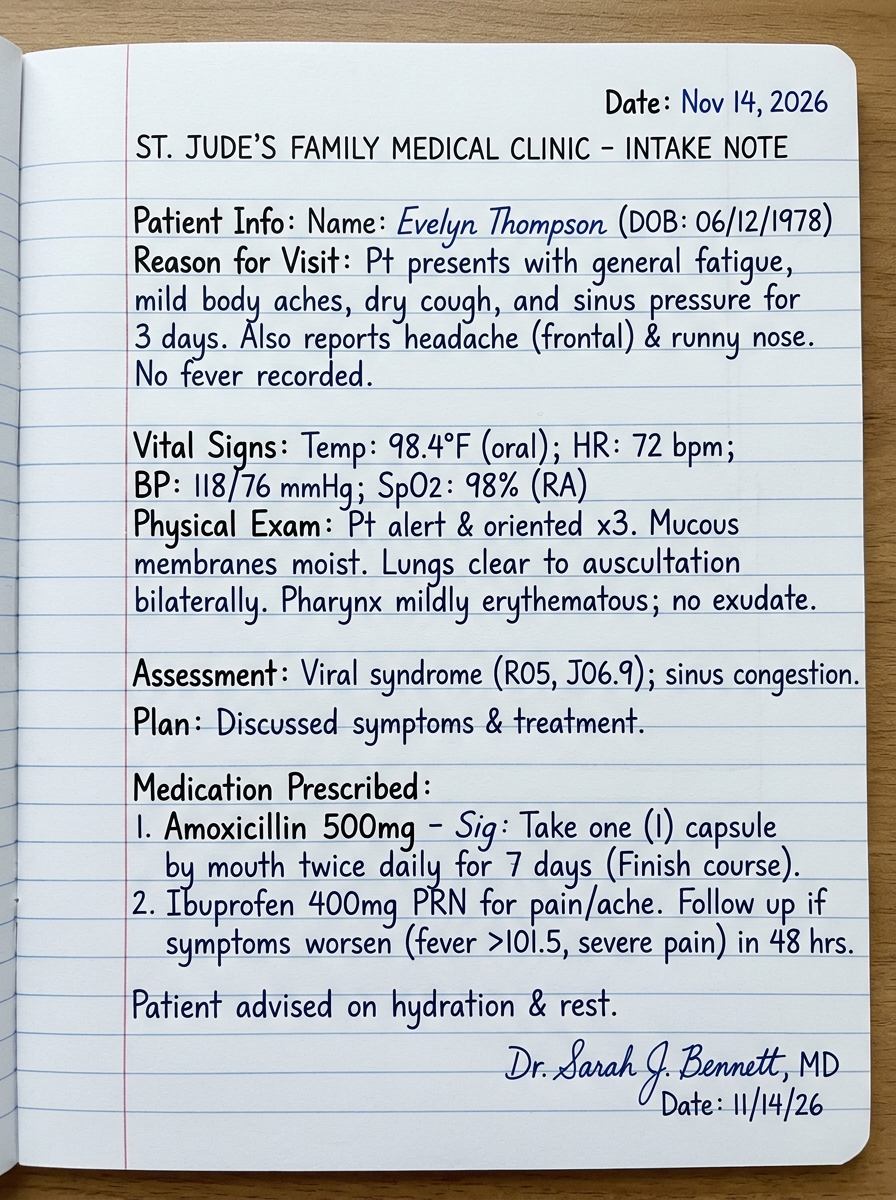 Date: Nov 14, 2026
ST. JUDE'S FAMILY MEDICAL CLINIC - INTAKE NOTE
Patient Info: Name: Evelyn Thompson (DOB: 06/12/1978)
Reason for Visit: Pt presents with general fatigue,
mild body aches, dry cough, and sinus pressure for
3 days. Also reports headache (frontal) & runny nose.
No fever recorded.
Vital Signs: Temp: 98.4°F (oral); HR: 72 bpm;
BP: 118/76 mmHg; SpO2: 98% (RA)
Physical Exam: Pt alert & oriented x3. Mucous
membranes moist. Lungs clear to auscultation
bilaterally. Pharynx mildly erythematous; no exudate.
Assessment: Viral syndrome (R05, J06.9); sinus congestion.
Plan: Discussed symptoms & treatment.
Medication Prescribed:
1. Amoxicillin 500mg - Sig: Take one (1) capsule
by mouth twice daily for 7 days (Finish course).
2. Ibuprofen 400mg PRN for pain/ache. Follow up if
symptoms worsen (fever >101.5, severe pain) in 48 hrs.
Patient advised on hydration & rest.
Dr. Sarah J. Bennett, MD
Date: 11/14/26